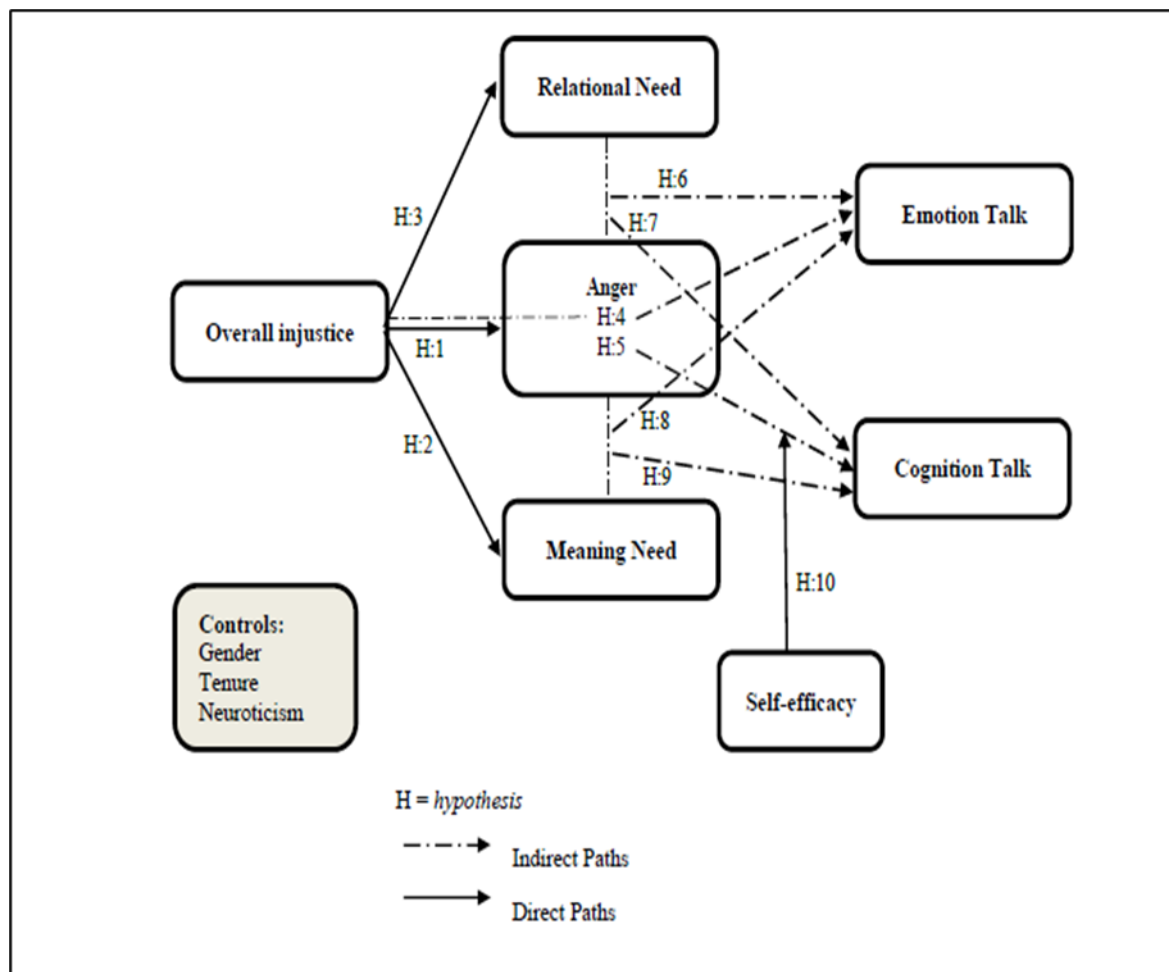 Relational Need
H:6
Emotion Talk
H:3
H:7
Anger
H:4
Overall injustice
H:1
H:5
H:8
H:2
H:9
Cognition Talk
Meaning Need
H:10
Controls:
Gender
Tenure
Neuroticism
Self-efficacy
H = hypothesis
Indirect Paths
Direct Paths